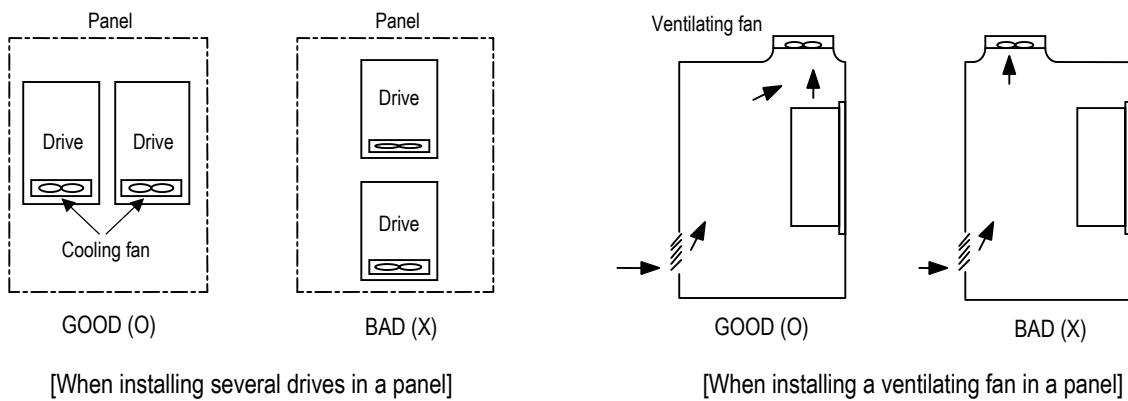 Panel
Panel
Drive
Drive
Cooling fan
Drive
Drive
GOOD (O)
BAD (X)
[When installing several drives in a panel]
Ventilating fan
GOOD (O)
BAD (X)
[When installing a ventilating fan in a panel]